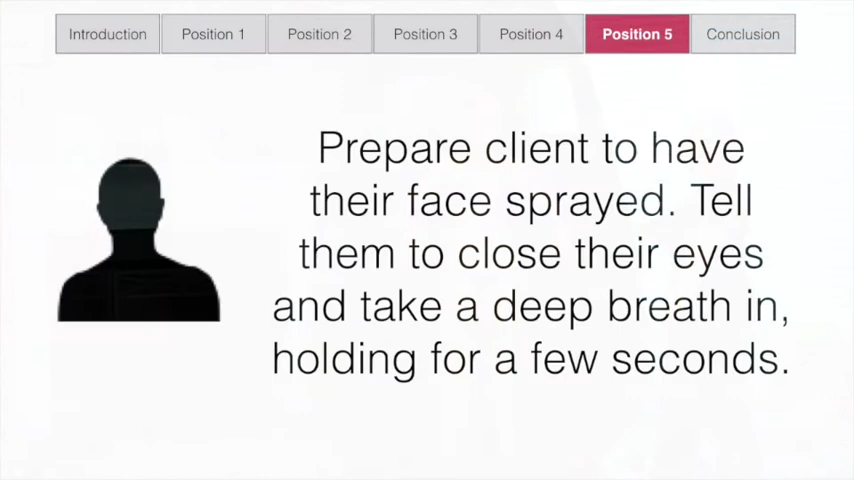 Introduction Position 1 Position 2 Position 3 Position 4 Position 5 Conclusion
Prepare client to have
their face sprayed. Tell
them to close their eyes
and take a deep breath in,
holding for a few seconds.